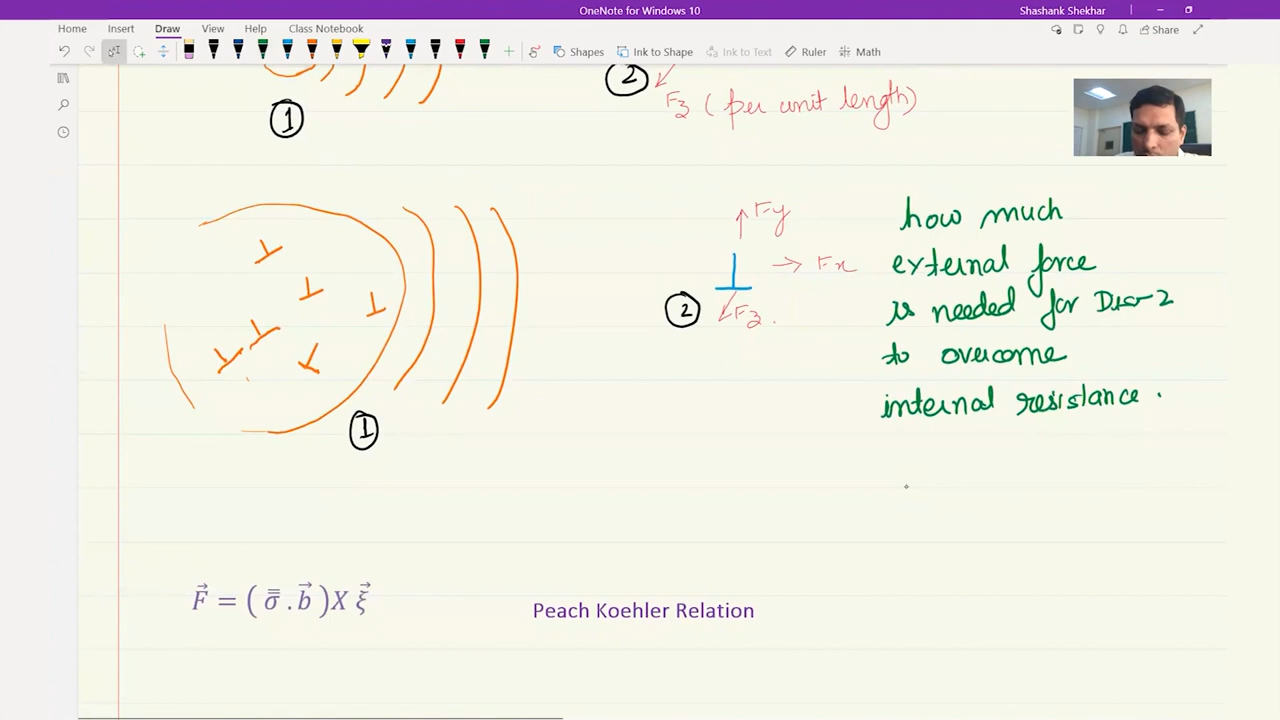 OneNote for Windows 10
Shashank Shekhar
Home Insert Draw View Help Class Notebook
Shapes Ink to Shape Ink to Text Ruler Math Share
2
F3 (per unit length)
1
Fy
Fx
2
F3.
how much
external force
is needed for Disr-2
to overcome
internal resistance.
1
F⃗ = ( σ̿ . b⃗ )X ξ⃗
Peach Koehler Relation